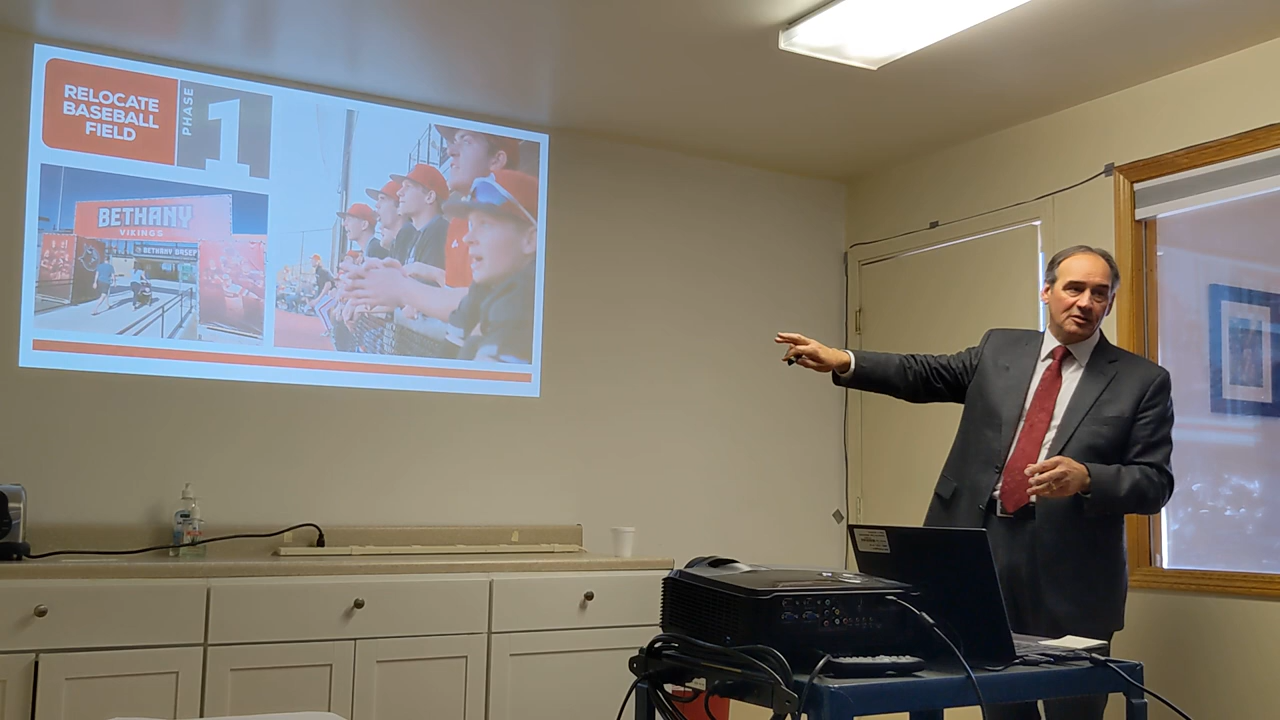 RELOCATE
BASEBALL
FIELD
PHASE
1
BETHANY
VIKINGS
BETHANY BASEB